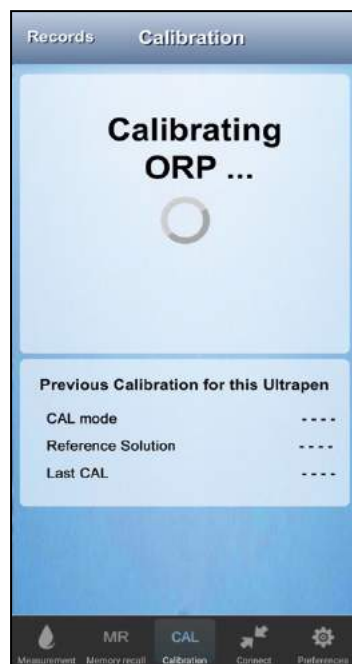 Records Calibration
Calibrating
ORP ...
Previous Calibration for this Ultrapen
CAL mode - - - -
Reference Solution - - - -
Last CAL - - - -
MR CAL
Measurement Memory recall Calibration Connect Preferences